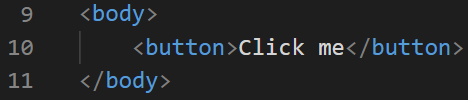 9 <body>
10 <button>Click me</button>
11 </body>